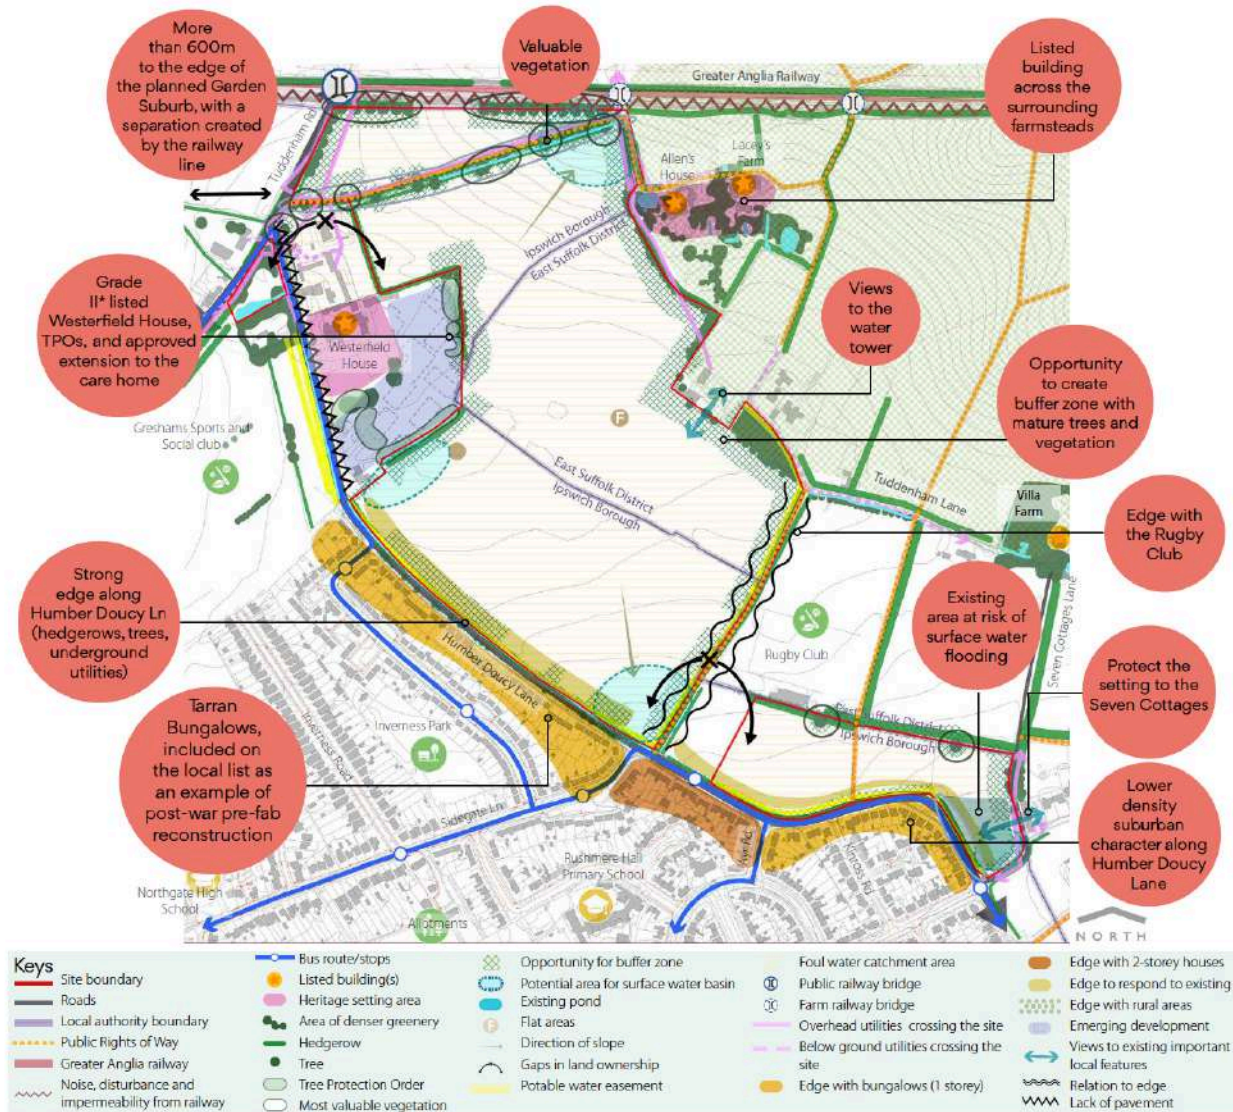 More
than 600m
to the edge of
the planned Garden
Suburb, with a
separation created
by the railway
line
Valuable
vegetation
Listed
building
across the
surrounding
farmsteads
Greater Anglia Railway
Tuddenham Rd
Allen's
House
Lacey's
Farm
Ipswich Borough
East Suffolk District
Grade
II* listed
Westerfield House,
TPOs, and approved
extension to the
care home
Westerfield
House
Views
to the
water
tower
Opportunity
to create
buffer zone with
mature trees and
vegetation
Greshams Sports and
Social club
F
East Suffolk District
Ipswich Borough
Tuddenham Lane
Villa
Farm
Edge with
the Rugby
Club
Strong
edge along
Humber Doucy Ln
(hedgerows, trees,
underground
utilities)
Existing
area at risk of
surface water
flooding
Seven Cottages Lane
Humber Doucy Lane
Rugby Club
Protect the
setting to the
Seven Cottages
East Suffolk District
Ipswich Borough
Tarran
Bungalows,
included on
the local list as
an example of
post-war pre-fab
reconstruction
Inverness Park
Inverness Road
Sidegate Ln
Lower
density
suburban
character along
Humber Doucy
Lane
Rushmere Hall
Primary School
Kinross Rd
Northgate High
School
Allotments
NORTH
Keys
Site boundary
Roads
Local authority boundary
Public Rights of Way
Greater Anglia railway
Noise, disturbance and
impermeability from railway
Bus route/stops
Listed building(s)
Heritage setting area
Area of denser greenery
Hedgerow
Tree
Tree Protection Order
Most valuable vegetation
Opportunity for buffer zone
Potential area for surface water basin
Existing pond
F Flat areas
Direction of slope
Gaps in land ownership
Potable water easement
Foul water catchment area
Public railway bridge
Farm railway bridge
Overhead utilities crossing the site
Below ground utilities crossing the
site
Edge with bungalows (1 storey)
Edge with 2-storey houses
Edge to respond to existing
Edge with rural areas
Emerging development
Views to existing important
local features
Relation to edge
Lack of pavement